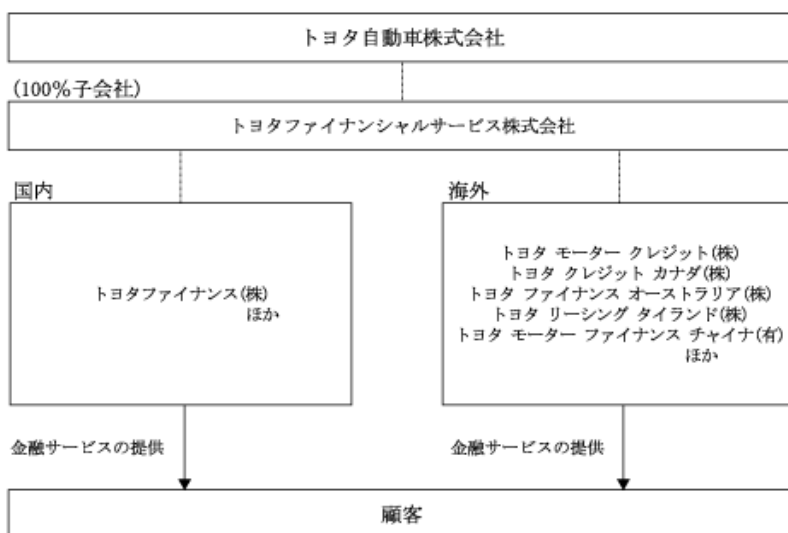 トヨタ自動車株式会社
(100%子会社)
トヨタファイナンシャルサービス株式会社
国内
トヨタファイナンス(株)
ほか
海外
トヨタ モーター クレジット(株)
トヨタ クレジット カナダ(株)
トヨタ ファイナンス オーストラリア(株)
トヨタ リーシング タイランド(株)
トヨタ モーター ファイナンス チャイナ(有)
ほか
金融サービスの提供
金融サービスの提供
顧客